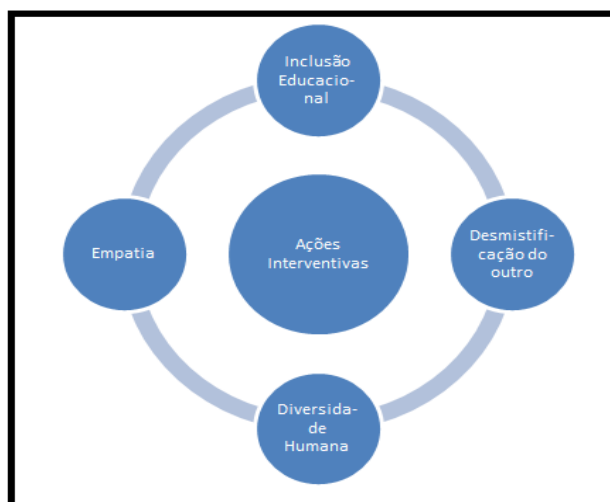 Inclusão
Educacio-
nal
Empatia
Ações
Interventivas
Desmistifi-
cação do
outro
Diversida-
de
Humana